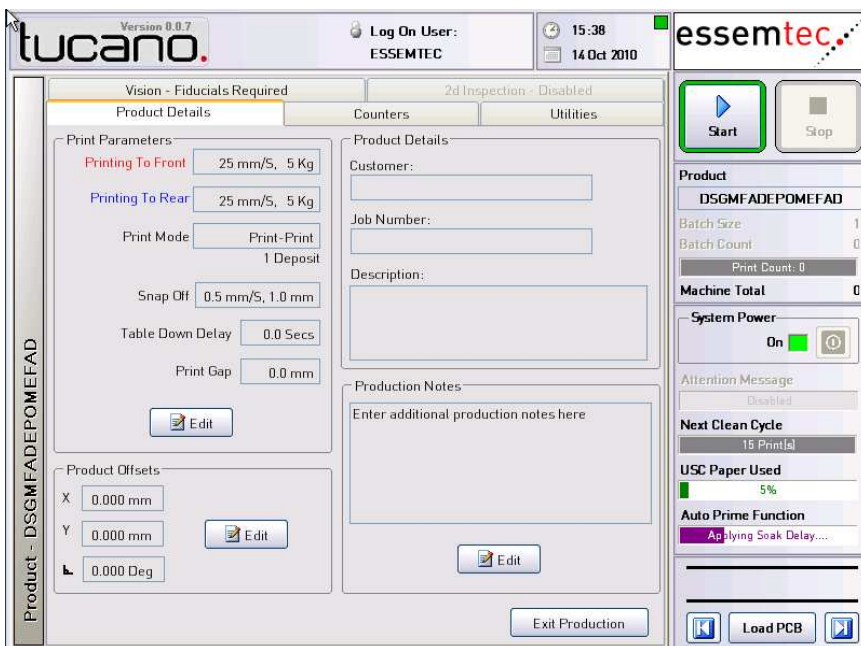 Version 0.0.7
tucano.
Log On User:
ESSEMTEC
15:38
14 Oct 2010
essemtec
Vision - Fiducials Required
2d Inspection - Disabled
Product Details
Counters
Utilities
Print Parameters
Printing To Front 25 mm/S, 5 Kg
Printing To Rear 25 mm/S, 5 Kg
Print Mode Print-Print
1 Deposit
Snap Off 0.5 mm/S, 1.0 mm
Table Down Delay 0.0 Secs
Print Gap 0.0 mm
Edit
Product Offsets
X 0.000 mm
Y 0.000 mm
0.000 Deg
Edit
Product Details
Customer:
Job Number:
Description:
Production Notes
Enter additional production notes here
Edit
Exit Production
Product - DSGMFADEPOMEFAD
Start
Stop
Product
DSGMFADEPOMEFAD
Batch Size 1
Batch Count 0
Print Count: 0
Machine Total 0
System Power
On
Attention Message
Disabled
Next Clean Cycle
15 Print[s]
USC Paper Used
5%
Auto Prime Function
Applying Soak Delay....
Load PCB